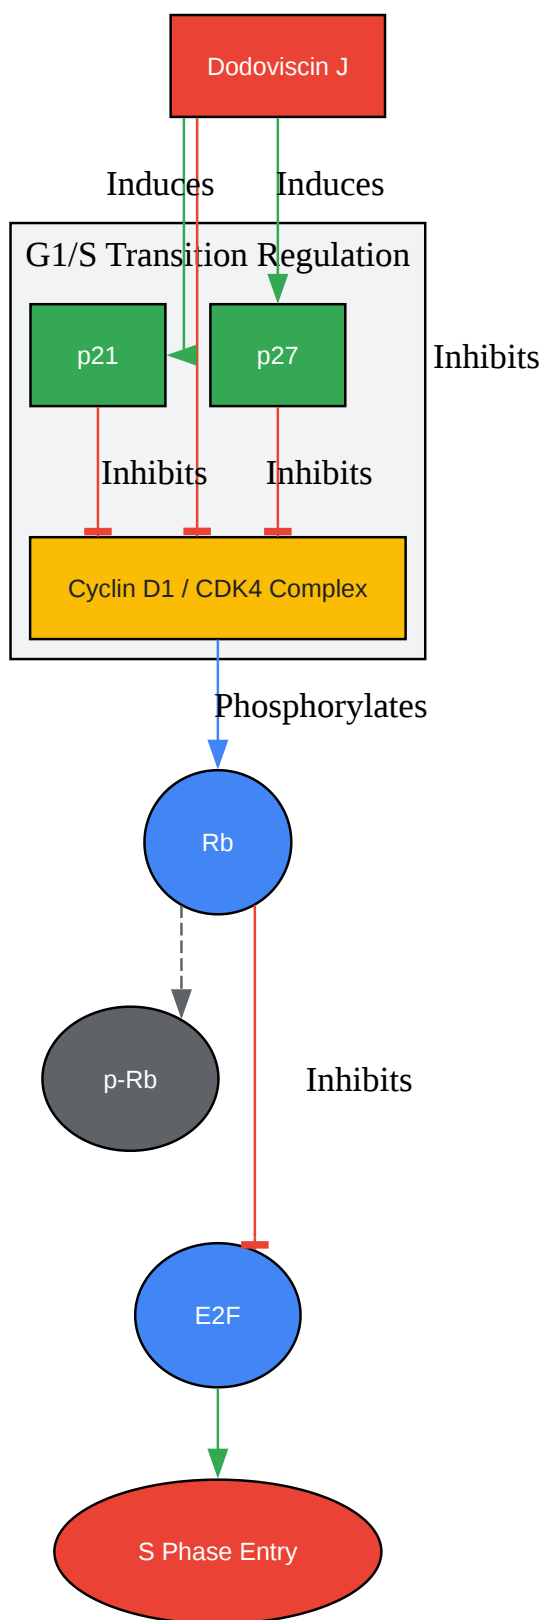 Dodoviscin J
Induces
Induces
G1/S Transition Regulation
p21
p27
Inhibits
Inhibits
Inhibits
Cyclin D1 / CDK4 Complex
Phosphorylates
Rb
p-Rb
Inhibits
E2F
S Phase Entry